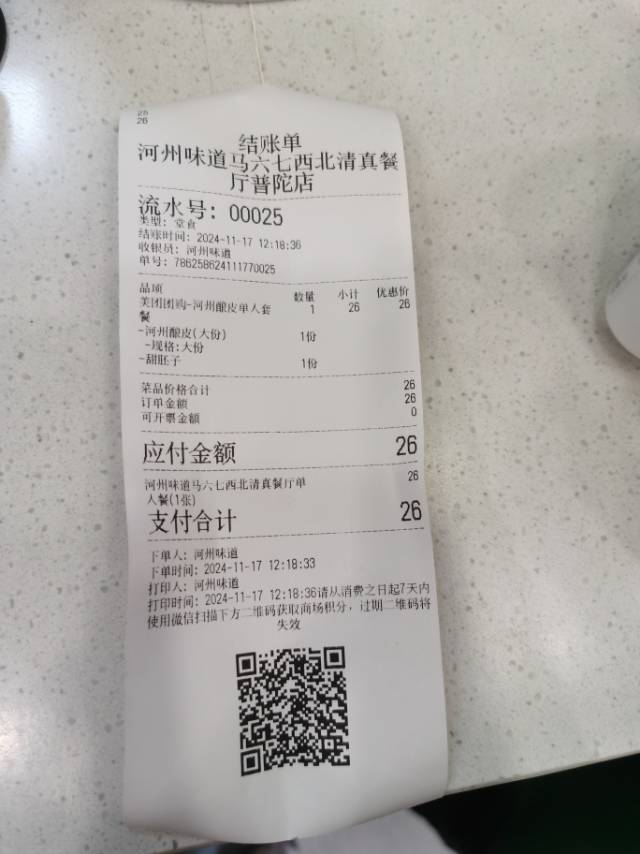 26
结账单
河州味道马六七西北清真餐
厅普陀店
流水号: 00025
类型: 堂食
结账时间: 2024-11-17 12:18:36
收银员: 河州味道
单号: 786258624111770025
品项 数量 小计 优惠价
美团团购-河州酿皮单人套 1 26 26
餐
-河州酿皮(大份) 1份
-规格:大份
-甜胚子 1份
菜品价格合计 26
订单金额 26
可开票金额 0
应付金额 26
河州味道马六七西北清真餐厅单 26
人餐(1张)
支付合计 26
下单人: 河州味道
下单时间: 2024-11-17 12:18:33
打印人: 河州味道
打印时间: 2024-11-17 12:18:36请从消费之日起7天内
使用微信扫描下方二维码获取商场积分，过期二维码将
失效